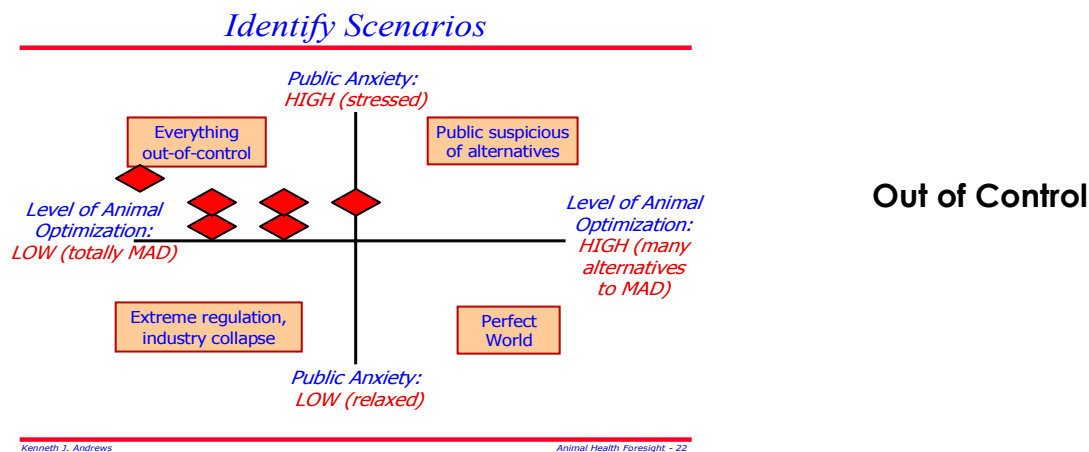 Identify Scenarios
Public Anxiety:
HIGH (stressed)
Everything
out-of-control
Public suspicious
of alternatives
Level of Animal
Optimization:
LOW (totally MAD)
Level of Animal
Optimization:
HIGH (many
alternatives
to MAD)
Out of Control
Extreme regulation,
industry collapse
Perfect
World
Public Anxiety:
LOW (relaxed)
Kenneth J. Andrews
Animal Health Foresight - 22